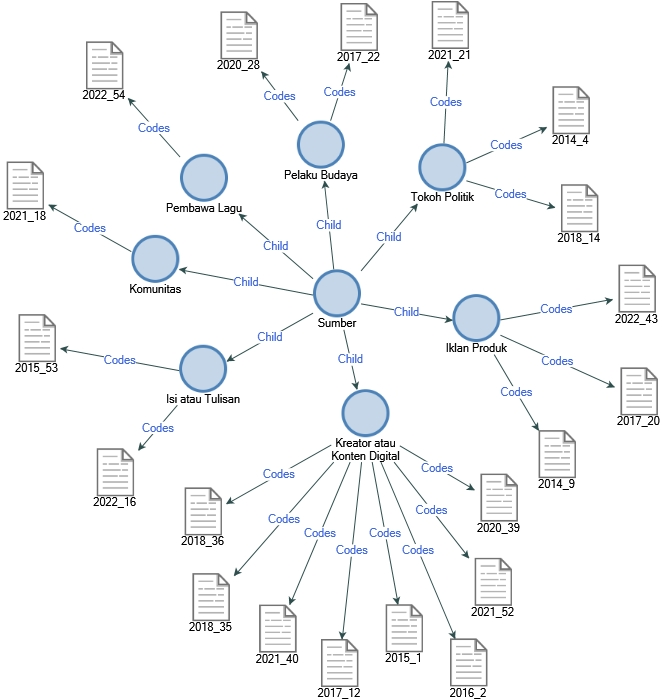 2021_21
2017_22
2020_28
2022_54
Codes
Codes
Codes
Codes
2014_4
Codes
Pelaku Budaya
Codes
Tokoh Politik
Pembawa Lagu
2021_18
Codes
Child
Child
Child
2018_14
Komunitas
Child
Sumber
Child
Iklan Produk
Codes
2022_43
Child
Child
2015_53
Codes
Isi atau Tulisan
Codes
Codes
2017_20
Codes
Kreator atau
Konten Digital
2022_16
Codes
Codes
2014_9
2018_36
Codes
Codes
Codes
Codes
Codes
Codes
2020_39
2018_35
2021_40
2017_12
2015_1
2016_2
2021_52